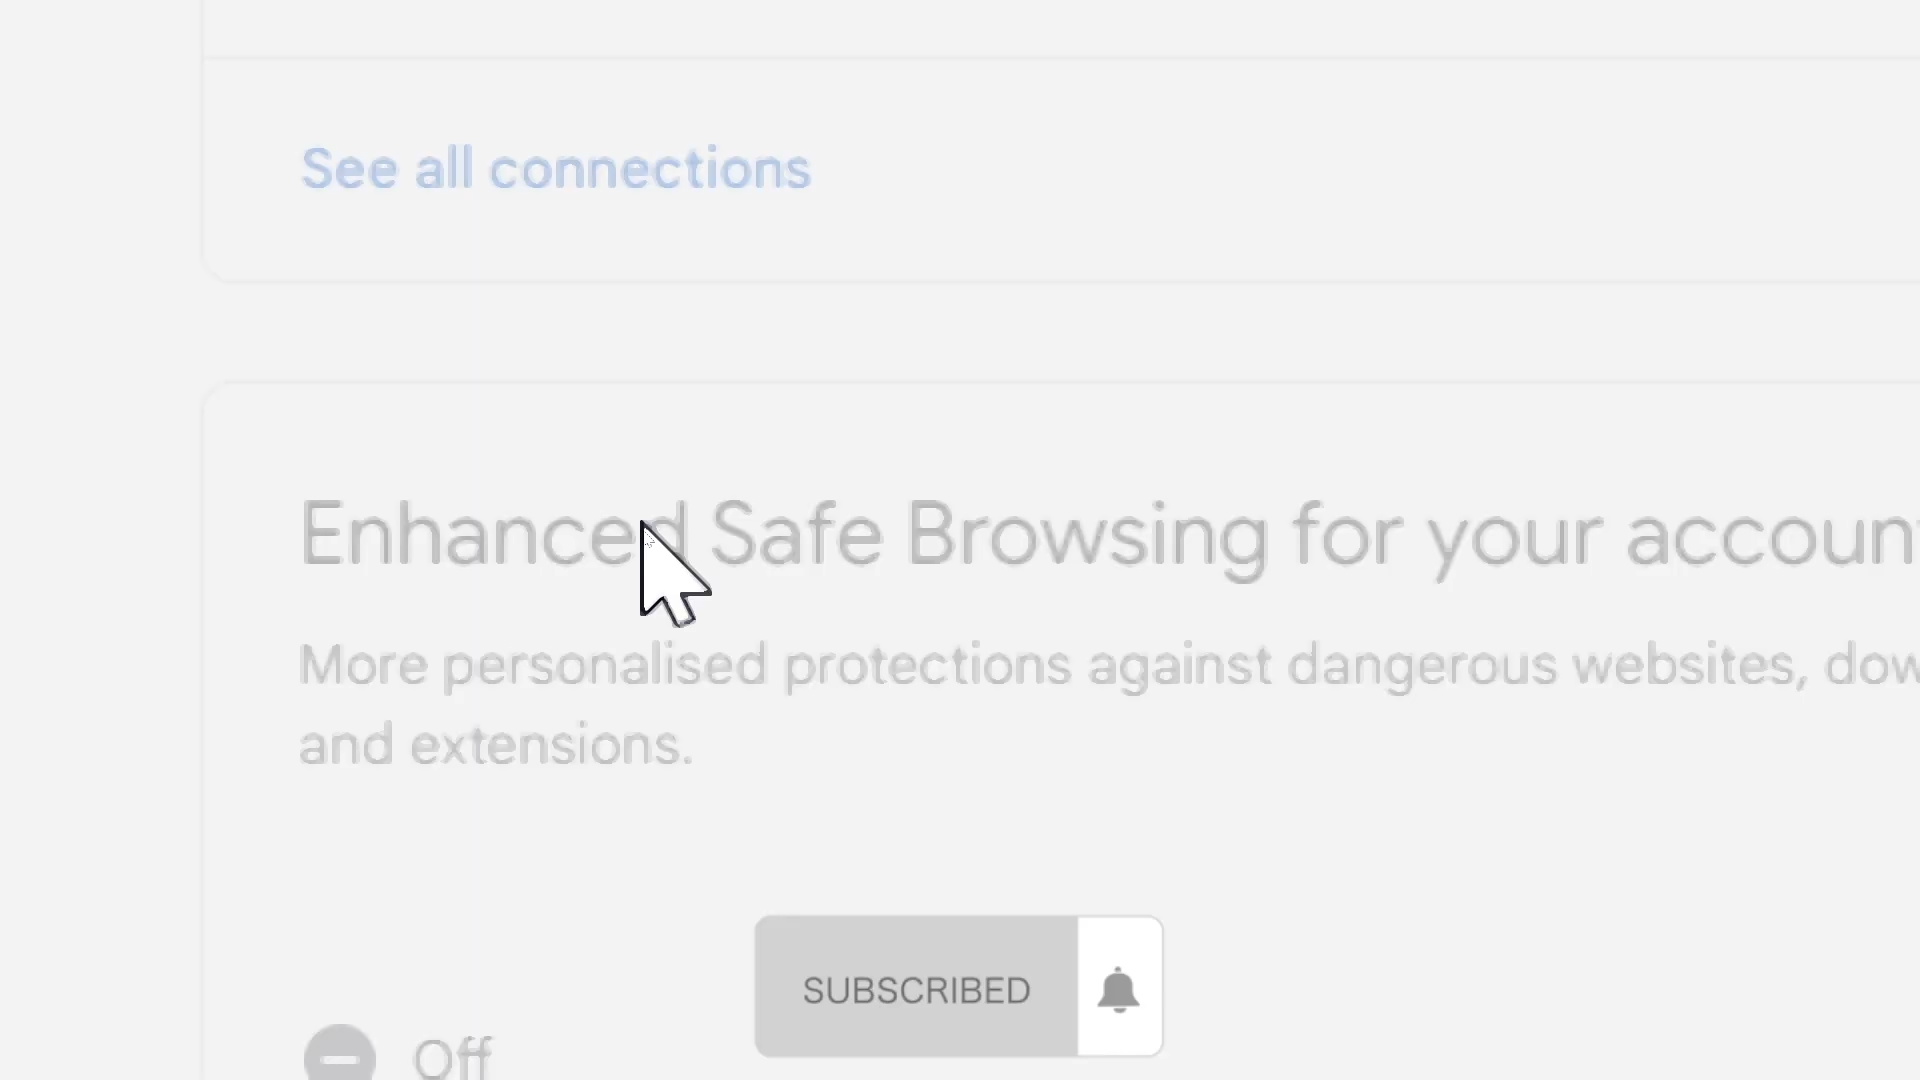 See all connections
Enhanced Safe Browsing for your accoun
More personalised protections against dangerous websites, dow
and extensions.
SUBSCRIBED
Off